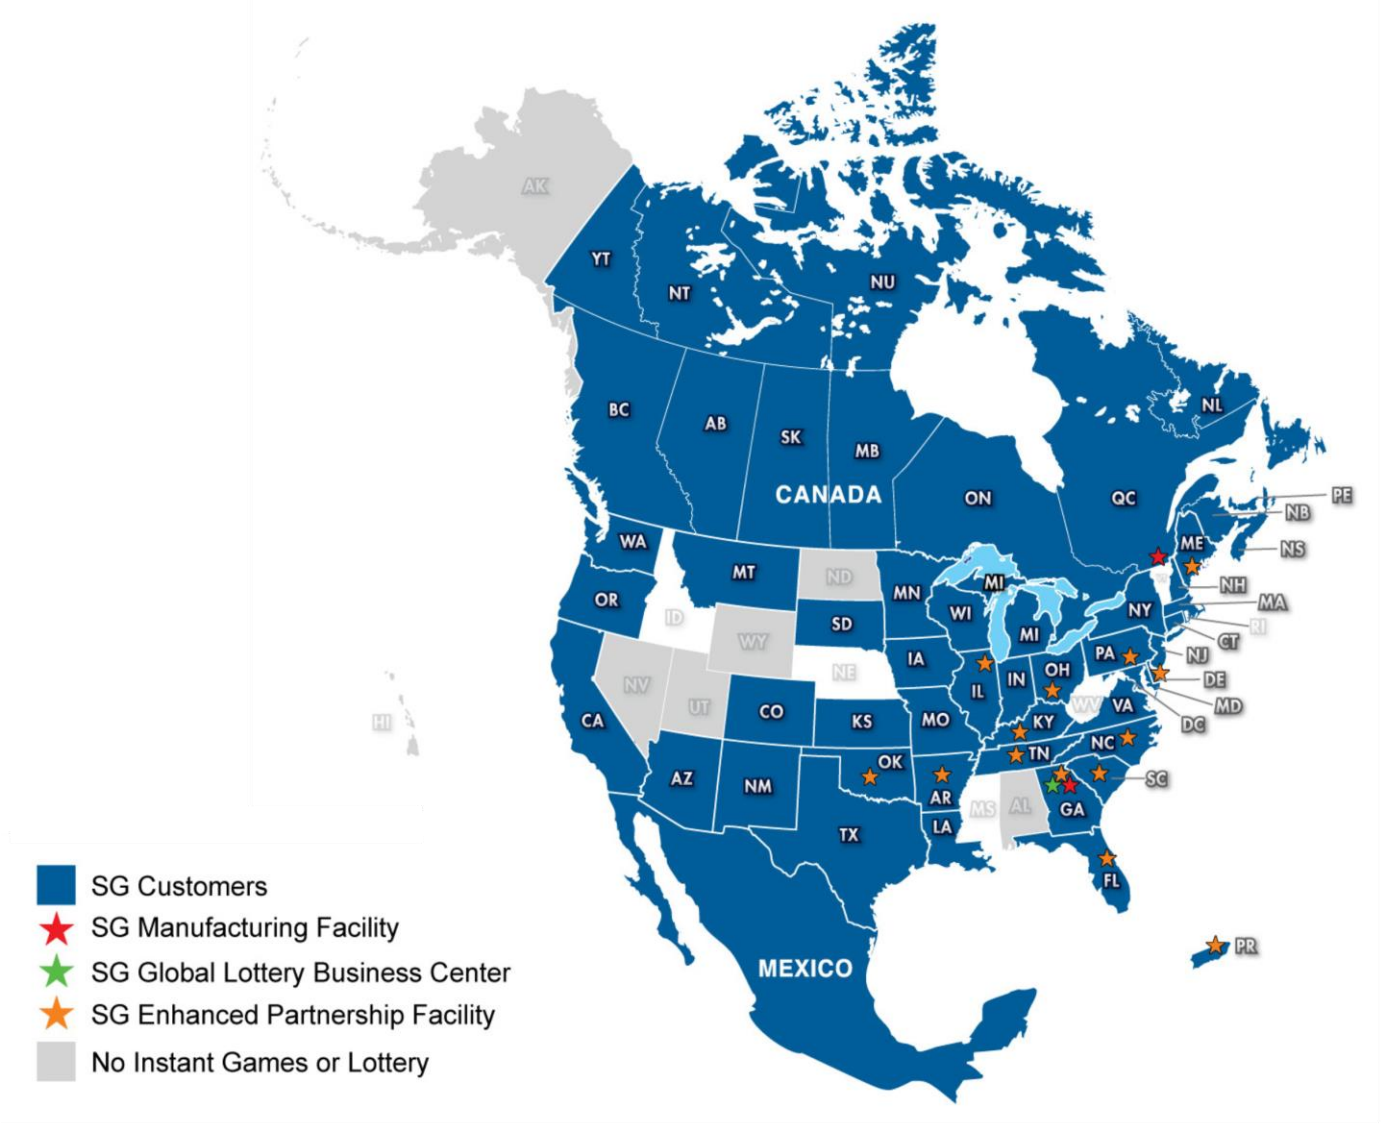 AK
YT
NT
NU
BC
AB
SK
MB
NL
CANADA
ON
QC
PE
NB
ME
NS
WA
MT
ND
MN
MI
NH
OR
ID
SD
WI
MI
NY
MA
RI
WY
CT
IA
PA
NJ
NE
OH
NV
IN
DE
UT
IL
MD
CA
CO
KS
MO
WV
VA
DC
KY
NC
TN
OK
AZ
NM
AR
MS
AL
GA
SC
TX
LA
FL
HI
PR
MEXICO
SG Customers
SG Manufacturing Facility
SG Global Lottery Business Center
SG Enhanced Partnership Facility
No Instant Games or Lottery